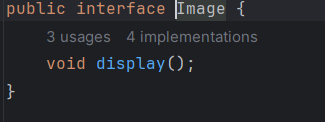 public interface Image {
3 usages   4 implementations
void display();
}